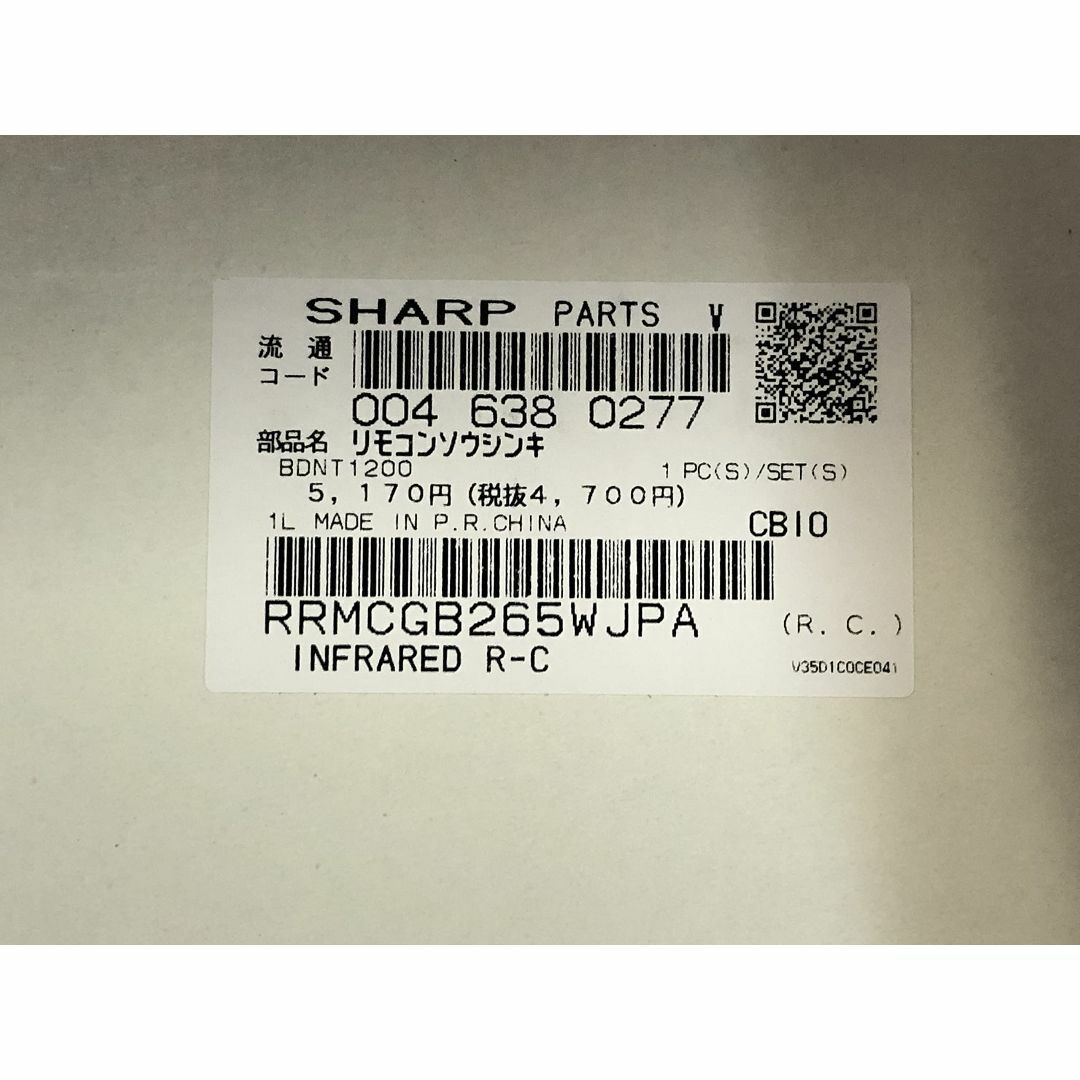 SHARP PARTS V
流通
コード
004 638 0277
部品名 リモコンソウシンキ
BDNT1200 1 PC(S)/SET(S)
5,170円(税抜4,700円)
1L MADE IN P.R.CHINA CB10
RRMCGB265WJPA (R.C.)
INFRARED R-C V35D1C0CE041